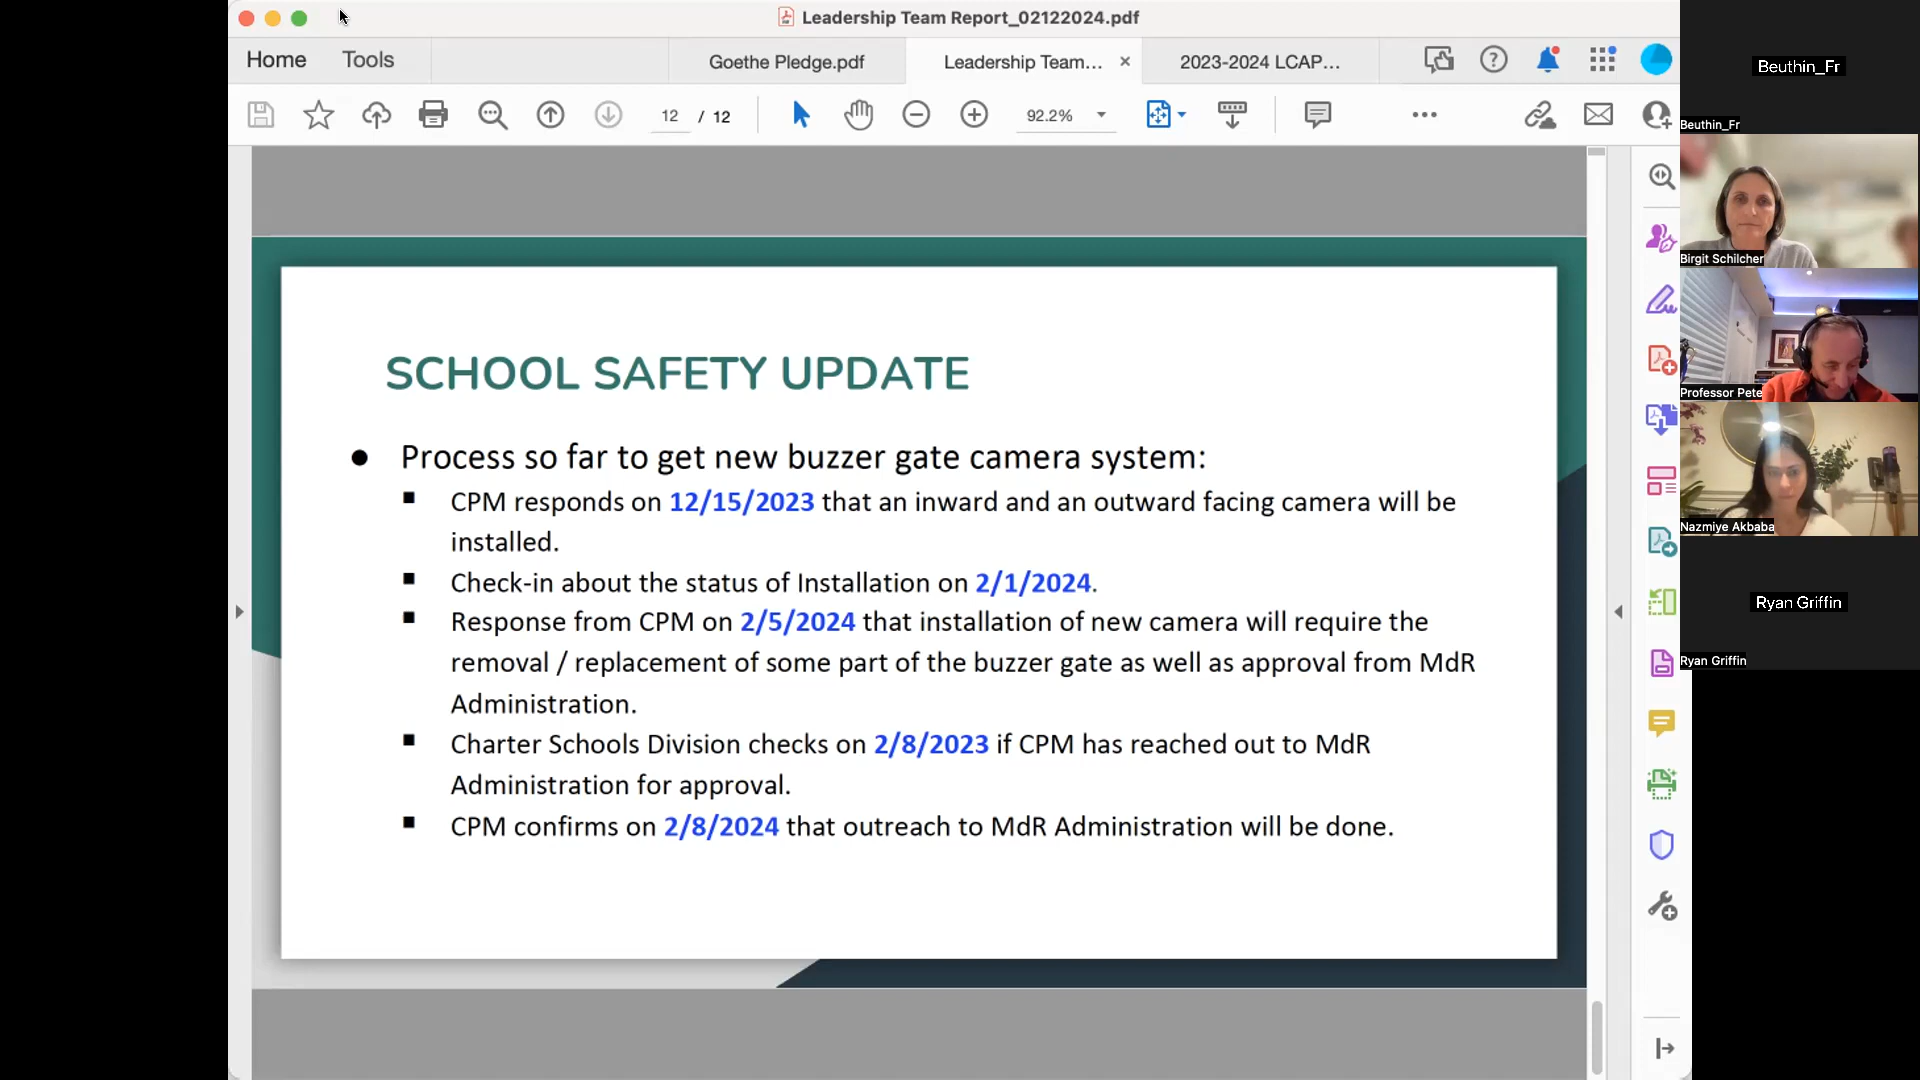 Leadership Team Report_02122024.pdf
Home
Tools
Goethe Pledge.pdf
Leadership Team...
2023-2024 LCAP...
12 / 12
92.2%
SCHOOL SAFETY UPDATE
Process so far to get new buzzer gate camera system:
CPM responds on 12/15/2023 that an inward and an outward facing camera will be
installed.
Check-in about the status of Installation on 2/1/2024.
Response from CPM on 2/5/2024 that installation of new camera will require the
removal / replacement of some part of the buzzer gate as well as approval from MdR
Administration.
Charter Schools Division checks on 2/8/2023 if CPM has reached out to MdR
Administration for approval.
CPM confirms on 2/8/2024 that outreach to MdR Administration will be done.
Beuthin_Fr
Beuthin_Fr
Birgit Schilcher
Professor Pete
Nazmiye Akbaba
Ryan Griffin
Ryan Griffin